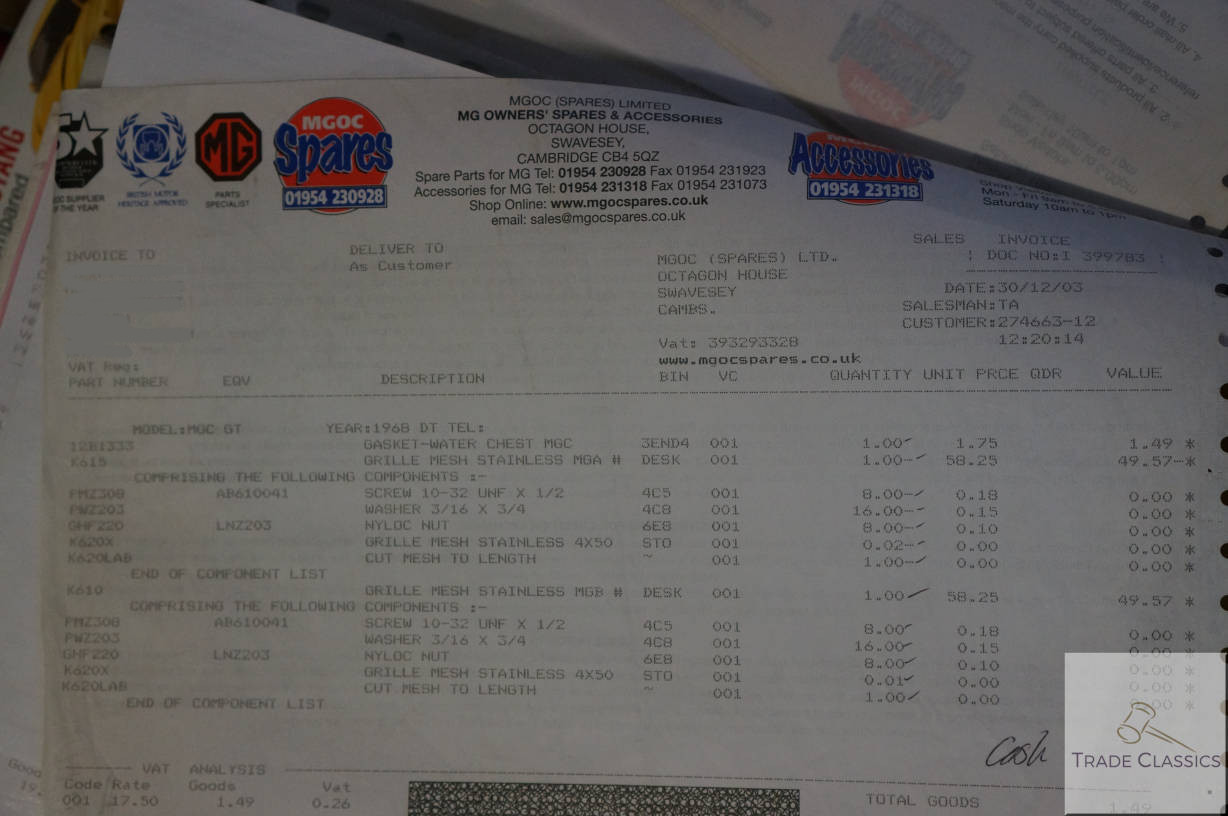 MGOC (SPARES) LIMITED
MG OWNERS' SPARES & ACCESSORIES
OCTAGON HOUSE,
SWAVESEY,
CAMBRIDGE CB4 5QZ
Spare Parts for MG Tel: 01954 230928 Fax 01954 231923
Accessories for MG Tel: 01954 231318 Fax 01954 231073
Shop Online: www.mgocspares.co.uk
email: sales@mgocspares.co.uk
SUPPLIER
THE YEAR
BRITISH MOTOR
HERITAGE APPROVED
MG
PARTS
SPECIALIST
MGOC
Spares
01954 230928
Accessories
01954 231318
Saturday 10am to 1pm
INVOICE TO
DELIVER TO
As Customer
MGOC (SPARES) LTD.
OCTAGON HOUSE
SWAVESEY
CAMBS.
Vat: 393293328
www.mgocspares.co.uk
SALES INVOICE
! DOC NO:I 399783 !
DATE:30/12/03
SALESMAN:TA
CUSTOMER:274663-12
12:20:14
VAT Reg:
PART NUMBER EQV DESCRIPTION BIN VC QUANTITY UNIT PRCE QDR VALUE
MODEL:MGC GT YEAR:1968 DT TEL:
12B1333 GASKET-WATER CHEST MGC 3END4 001 1.00 1.75 1.49 *
K615 GRILLE MESH STAINLESS MGA # DESK 001 1.00 58.25 49.57 *
COMPRISING THE FOLLOWING COMPONENTS :-
PMZ308 AB610041 SCREW 10-32 UNF X 1/2 4C5 001 8.00 0.18 0.00 *
PWZ203 WASHER 3/16 X 3/4 4C8 001 16.00 0.15 0.00 *
GHF220 LNZ203 NYLOC NUT 6E8 001 8.00 0.10 0.00 *
K620X GRILLE MESH STAINLESS 4X50 STO 001 0.02 0.00 0.00 *
K620LAB CUT MESH TO LENGTH ~ 001 1.00 0.00 0.00 *
END OF COMPONENT LIST
K610 GRILLE MESH STAINLESS MGB # DESK 001 1.00 58.25 49.57 *
COMPRISING THE FOLLOWING COMPONENTS :-
PMZ308 AB610041 SCREW 10-32 UNF X 1/2 4C5 001 8.00 0.18 0.00 *
PWZ203 WASHER 3/16 X 3/4 4C8 001 16.00 0.15 0.00 *
GHF220 LNZ203 NYLOC NUT 6E8 001 8.00 0.10 0.00 *
K620X GRILLE MESH STAINLESS 4X50 STO 001 0.01 0.00 0.00 *
K620LAB CUT MESH TO LENGTH ~ 001 1.00 0.00 0.00 *
END OF COMPONENT LIST
Cash
TRADE CLASSICS
VAT ANALYSIS
Code Rate Goods Vat
001 17.50 1.49 0.26
TOTAL GOODS 1.49